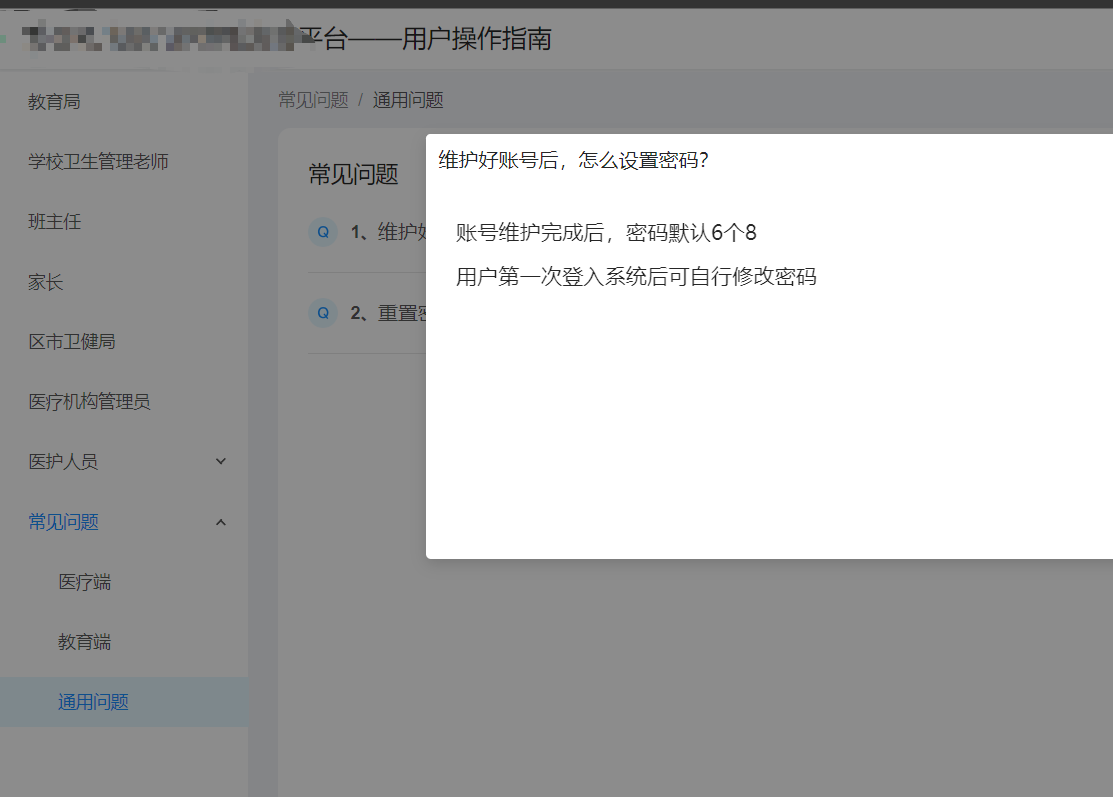 平台——用户操作指南
教育局
学校卫生管理老师
班主任
家长
区市卫健局
医疗机构管理员
医护人员
常见问题
医疗端
教育端
通用问题
常见问题 / 通用问题
常见问题
Q 1、维护好
Q 2、重置密
维护好账号后，怎么设置密码？
账号维护完成后，密码默认6个8
用户第一次登入系统后可自行修改密码